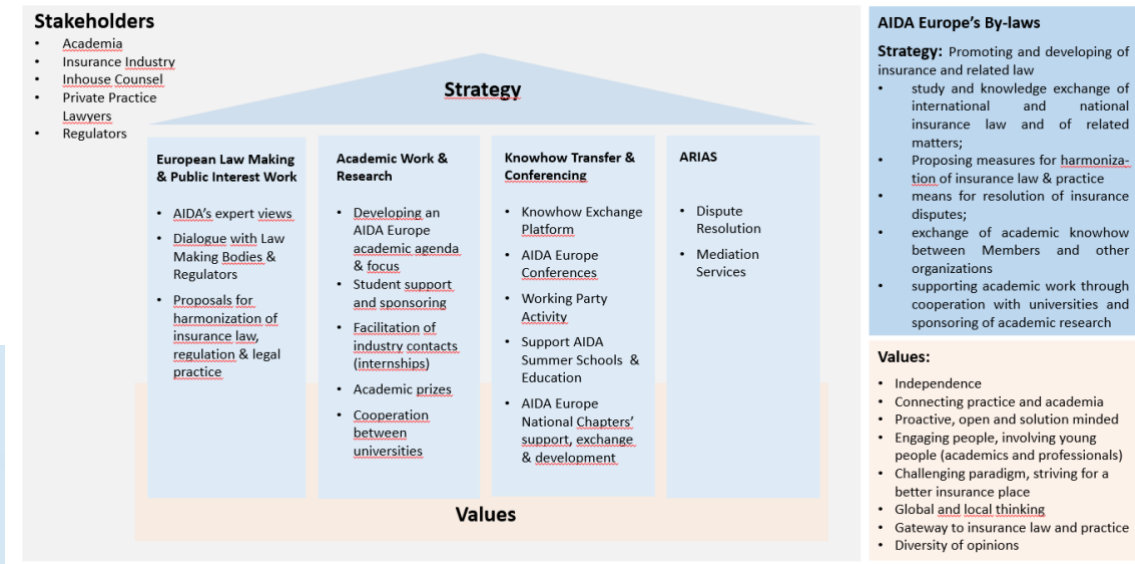 Stakeholders
• Academia
• Insurance Industry
• Inhouse Counsel
• Private Practice
Lawyers
• Regulators
Strategy
European Law Making
& Public Interest Work
• AIDA's expert views
• Dialogue with Law
Making Bodies &
Regulators
• Proposals for
harmonization of
insurance law,
regulation & legal
practice
Academic Work &
Research
• Developing an
AIDA Europe
academic agenda
& focus
• Student support
and sponsoring
• Facilitation of
industry contacts
(internships)
• Academic prizes
• Cooperation
between
universities
Knowhow Transfer &
Conferencing
• Knowhow Exchange
Platform
• AIDA Europe
Conferences
• Working Party
Activity
• Support AIDA
Summer Schools &
Education
• AIDA Europe
National Chapters'
support, exchange
& development
ARIAS
• Dispute
Resolution
• Mediation
Services
Values
AIDA Europe's By-laws
Strategy: Promoting and developing of
insurance and related law
• study and knowledge exchange of
international and national
insurance law and of related
matters;
• Proposing measures for harmoniza-
tion of insurance law & practice
• means for resolution of insurance
disputes;
• exchange of academic knowhow
between Members and other
organizations
• supporting academic work through
cooperation with universities and
sponsoring of academic research
Values:
• Independence
• Connecting practice and academia
• Proactive, open and solution minded
• Engaging people, involving young
people (academics and professionals)
• Challenging paradigm, striving for a
better insurance place
• Global and local thinking
• Gateway to insurance law and practice
• Diversity of opinions